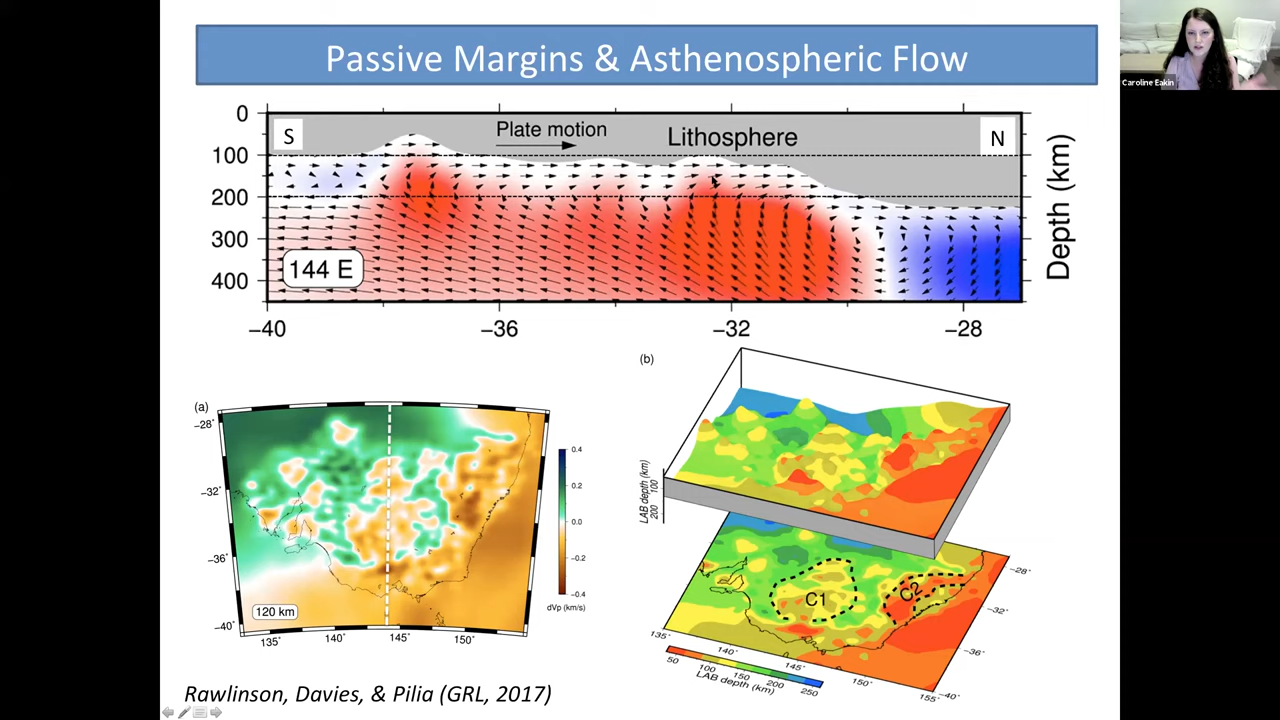 Passive Margins & Asthenospheric Flow
Caroline Eakin
0
100
200
300
400
S
Plate motion
Lithosphere
N
144 E
Depth (km)
−40
−36
−32
−28
(a)
−28°
−32°
−36°
−40°
120 km
135°
140°
145°
150°
0.4
0.2
0.0
−0.2
−0.4
dVp (km/s)
(b)
LAB depth (km)
100
200
C1
C2
−28°
−32°
−36°
−40°
135°
140°
145°
150°
155°
50
100
150
200
250
LAB depth (km)
Rawlinson, Davies, & Pilia (GRL, 2017)